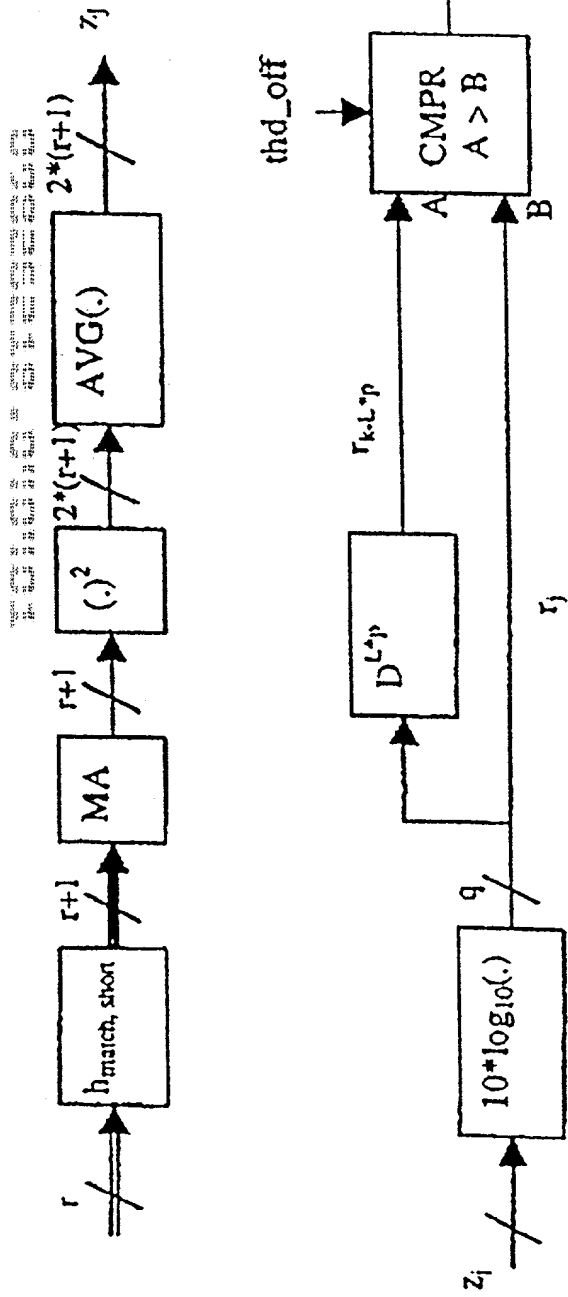 r
h_match, short
r+1
MA
r+1
(.)²
2*(r+1)
AVG(.)
2*(r+1)
z_j
z_i
10*log₁₀(.)
q
D^L*p
r_k-L*p
r_j
thd_off
CMPR
A > B
A
B